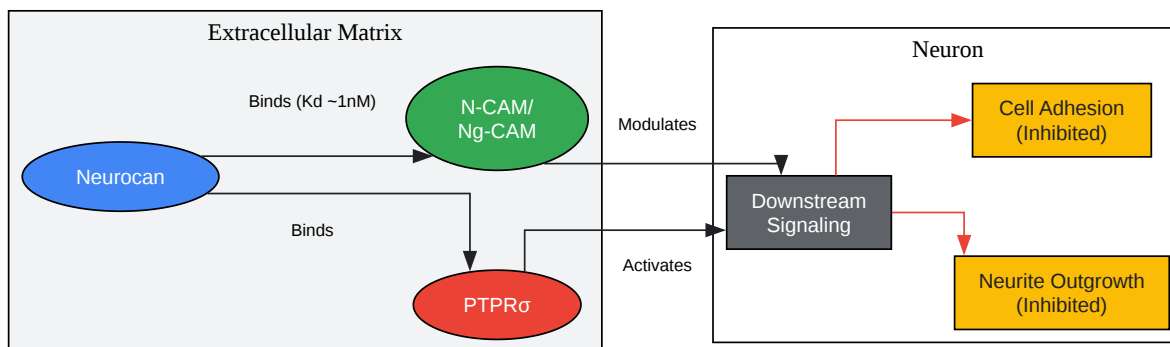 Extracellular Matrix
Neuron
Binds (Kd ~1nM)
N-CAM/
Ng-CAM
Modulates
Cell Adhesion
(Inhibited)
Neurocan
Downstream
Signaling
Binds
Activates
PTPRσ
Neurite Outgrowth
(Inhibited)